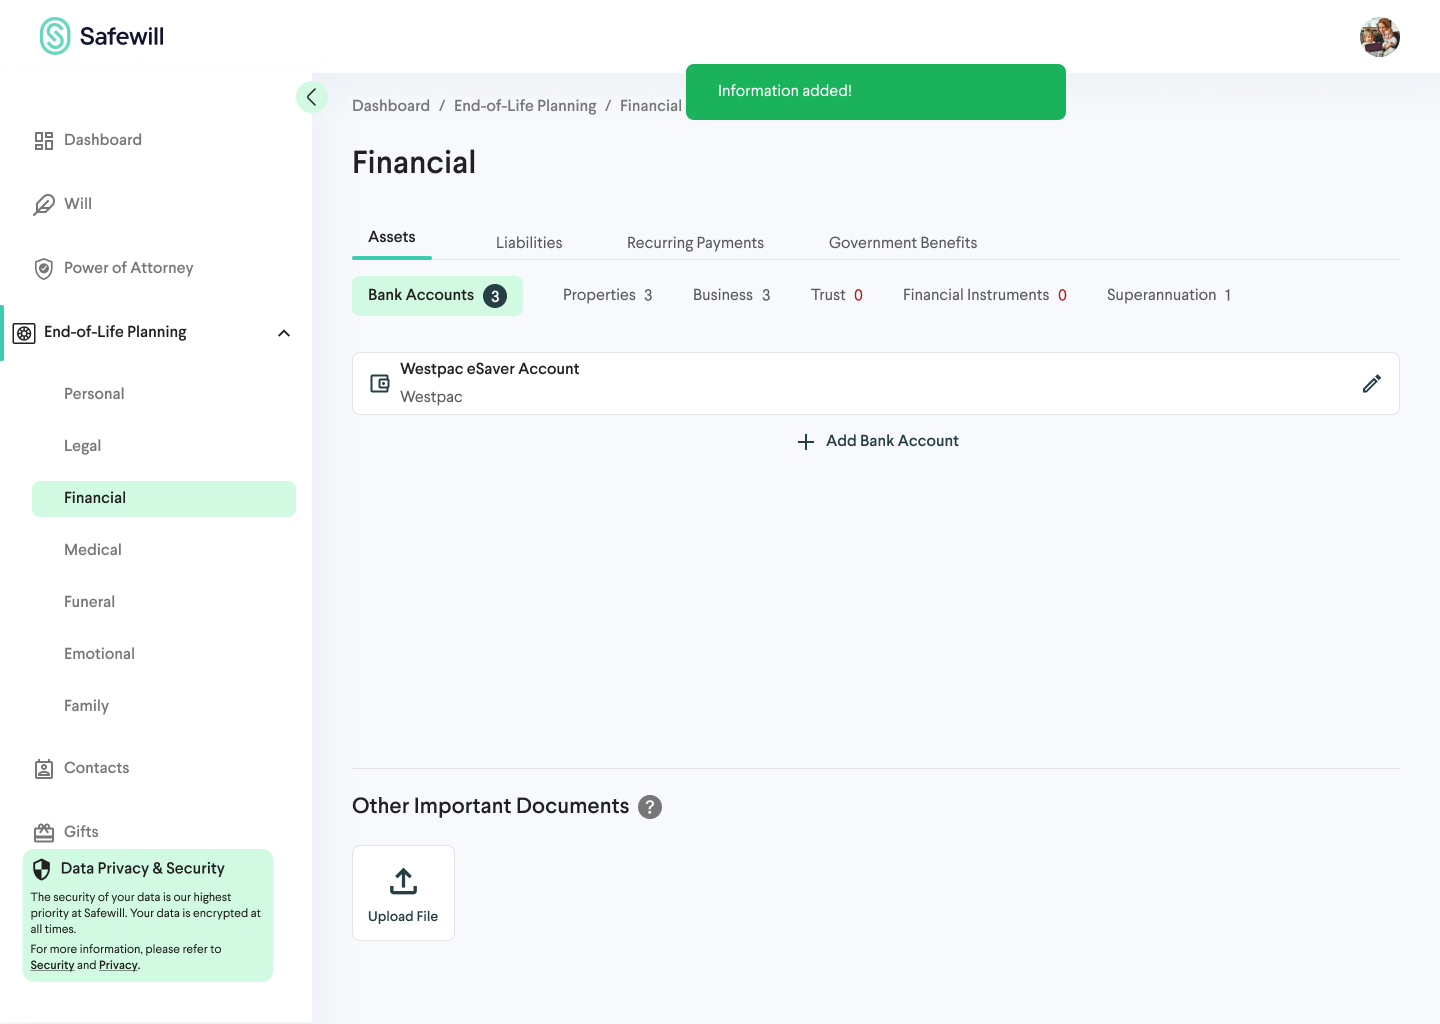 Safewill
Information added!
Dashboard / End-of-Life Planning / Financial
Financial
Dashboard
Will
Power of Attorney
End-of-Life Planning
Personal
Legal
Financial
Medical
Funeral
Emotional
Family
Contacts
Gifts
Data Privacy & Security
The security of your data is our highest
priority at Safewill. Your data is encrypted at
all times.
For more information, please refer to
Security and Privacy.
Assets Liabilities Recurring Payments Government Benefits
Bank Accounts 3 Properties 3 Business 3 Trust 0 Financial Instruments 0 Superannuation 1
Westpac eSaver Account
Westpac
Add Bank Account
Other Important Documents ?
Upload File